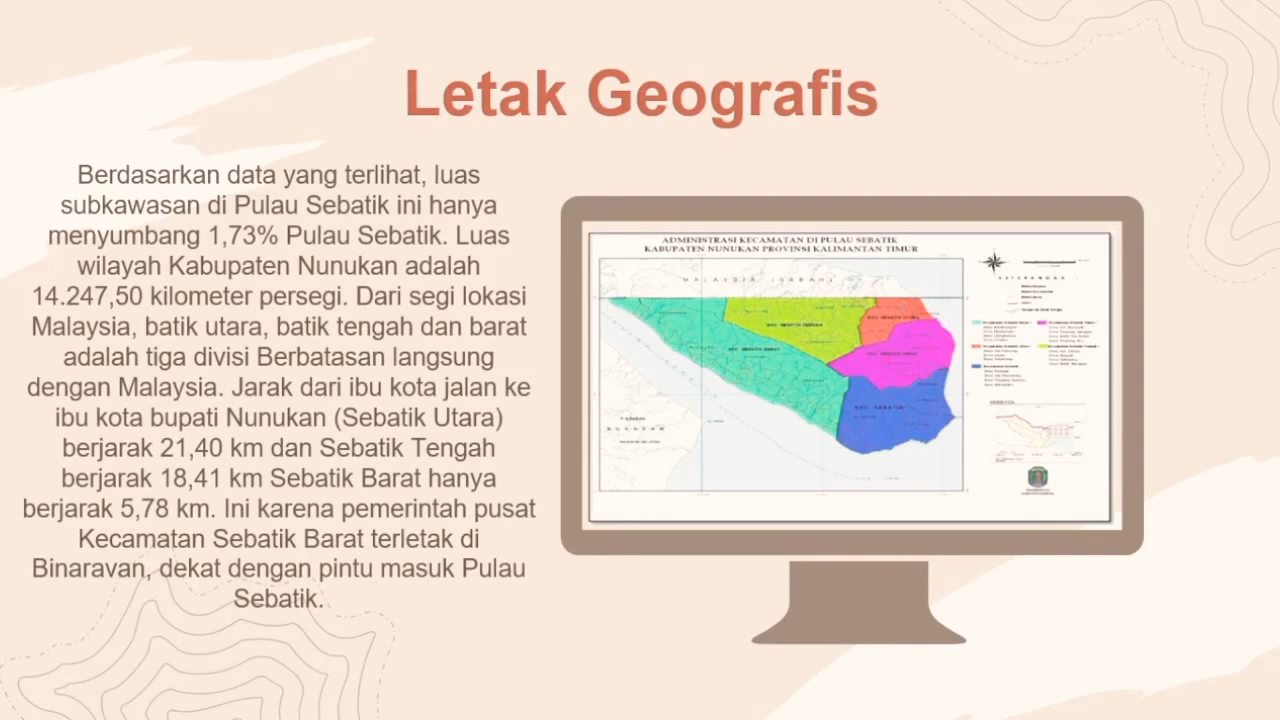 Letak Geografis
Berdasarkan data yang terlihat, luas
subkawasan di Pulau Sebatik ini hanya
menyumbang 1,73% Pulau Sebatik. Luas
wilayah Kabupaten Nunukan adalah
14.247,50 kilometer persegi. Dari segi lokasi
Malaysia, batik utara, batik tengah dan barat
adalah tiga divisi Berbatasan langsung
dengan Malaysia. Jarak dari ibu kota jalan ke
ibu kota bupati Nunukan (Sebatik Utara)
berjarak 21,40 km dan Sebatik Tengah
berjarak 18,41 km Sebatik Barat hanya
berjarak 5,78 km. Ini karena pemerintah pusat
Kecamatan Sebatik Barat terletak di
Binaravan, dekat dengan pintu masuk Pulau
Sebatik.
ADMINISTRASI KECAMATAN DI PULAU SEBATIK
KABUPATEN NUNUKAN PROVINSI KALIMANTAN TIMUR
MALAYSIA (SABAH)